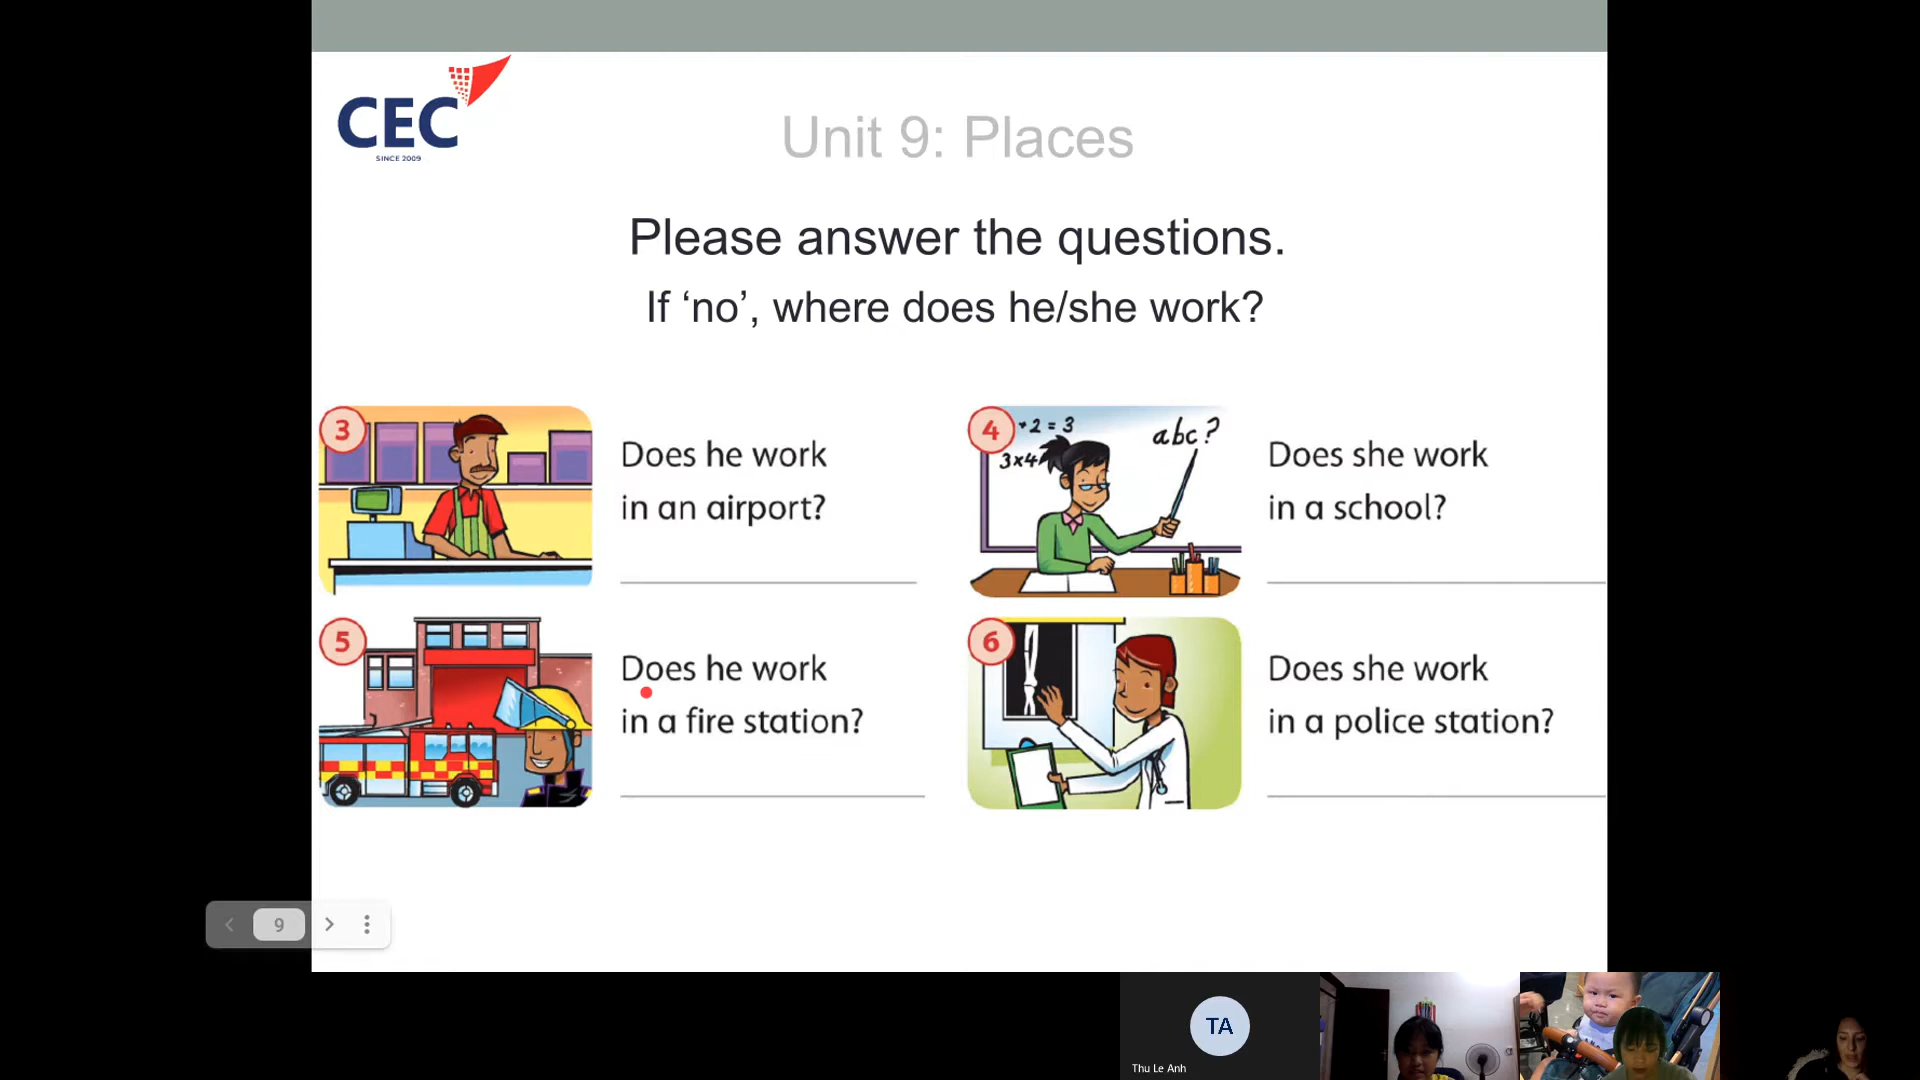 CEC
SINCE 2009
Unit 9: Places
Please answer the questions.
If ‘no’, where does he/she work?
3
Does he work
in an airport?
4
+2=3
3x4
abc?
Does she work
in a school?
5
Does he work
in a fire station?
6
Does she work
in a police station?
9
TA
Thu Le Anh